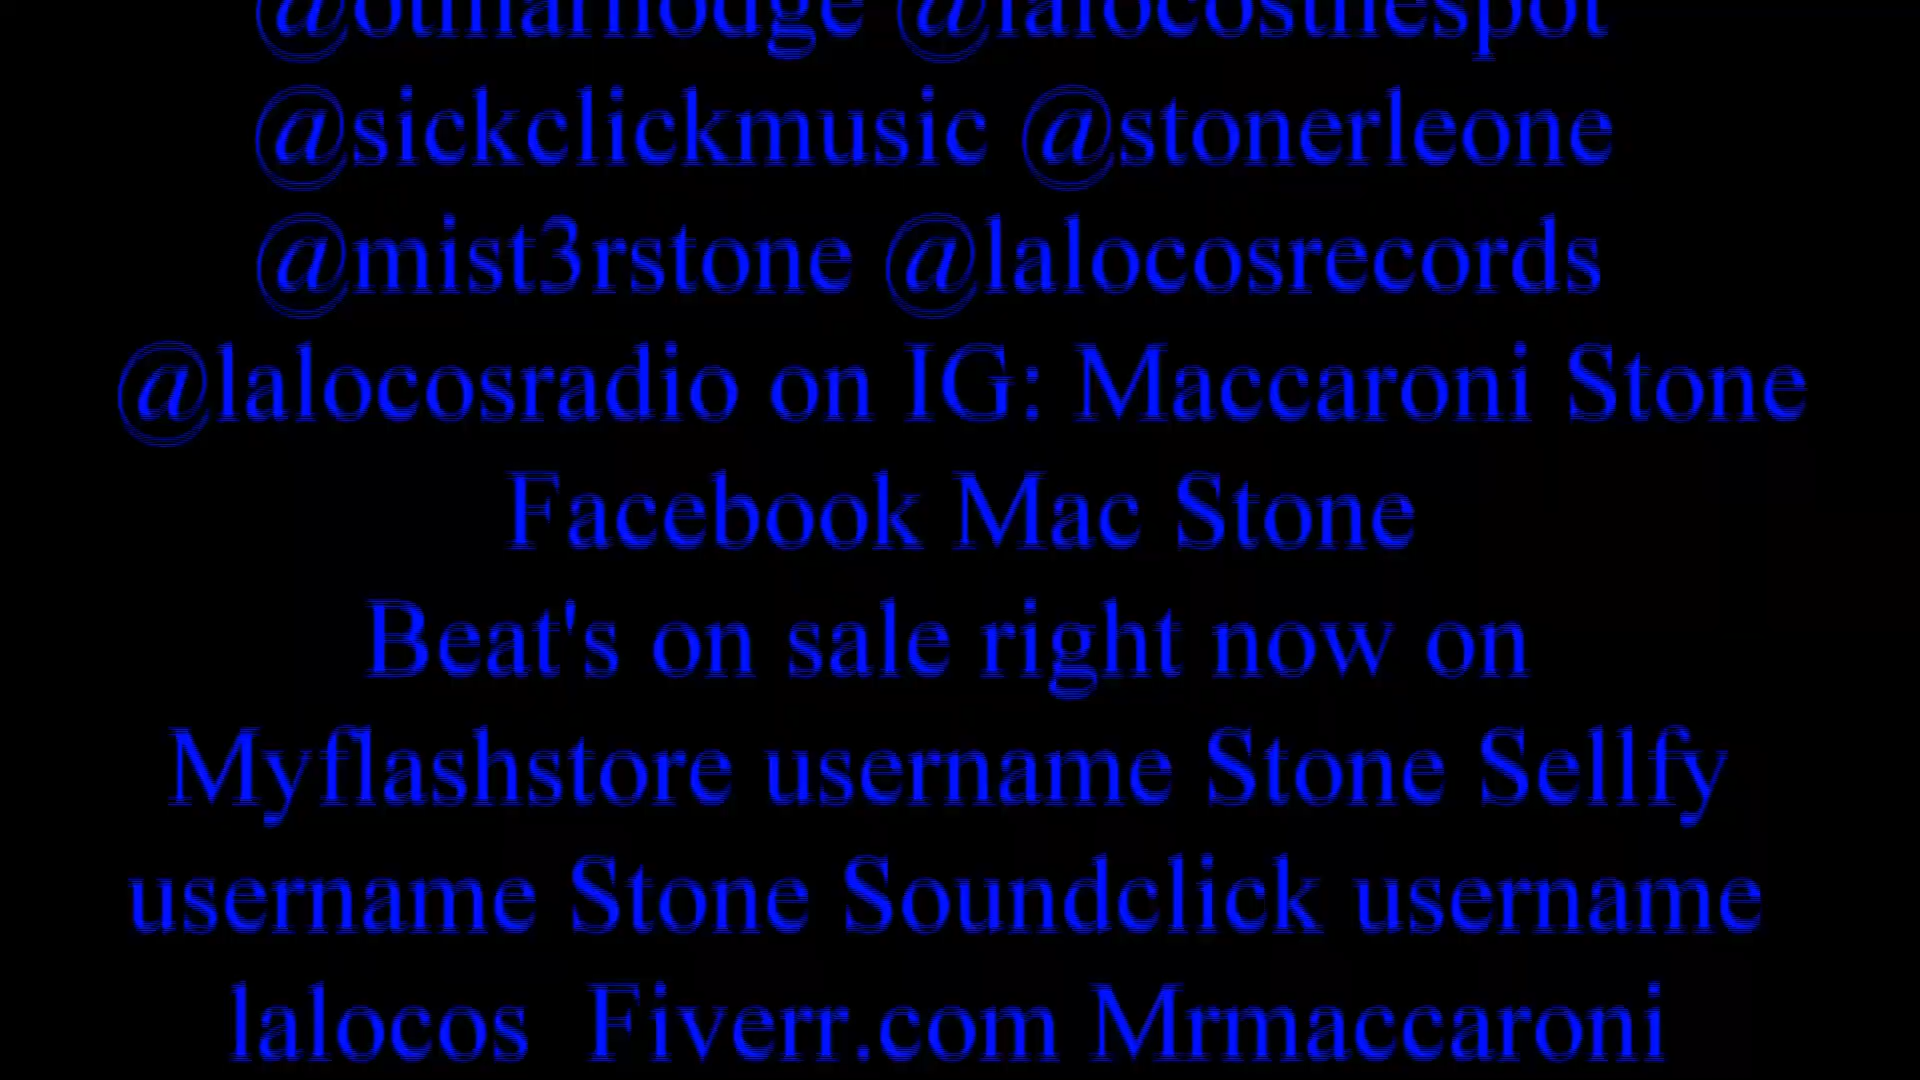 @lalocosthespot
@sickclickmusic @stonerleone
@mist3rstone @lalocosrecords
@lalocosradio on IG: Maccaroni Stone
Facebook Mac Stone
Beat's on sale right now on
Myflashstore username Stone Sellfy
username Stone Soundclick username
lalocos Fiverr.com Mrmaccaroni